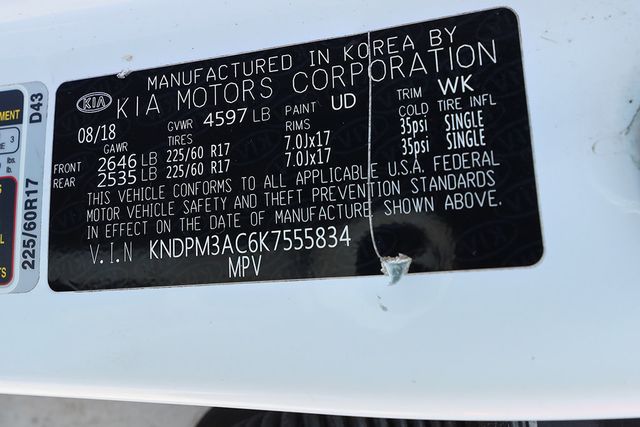 MANUFACTURED IN KOREA BY
KIA KIA MOTORS CORPORATION
08/18 GVWR 4597 LB PAINT UD TRIM WK
GAWR TIRES RIMS COLD TIRE INFL
FRONT 2646 LB 225/60 R17 7.0Jx17 35psi SINGLE
REAR 2535 LB 225/60 R17 7.0Jx17 35psi SINGLE
THIS VEHICLE CONFORMS TO ALL APPLICABLE U.S.A. FEDERAL
MOTOR VEHICLE SAFETY AND THEFT PREVENTION STANDARDS
IN EFFECT ON THE DATE OF MANUFACTURE SHOWN ABOVE.
V.I.N KNDPM3AC6K7555834
MPV
225/60R17 D43